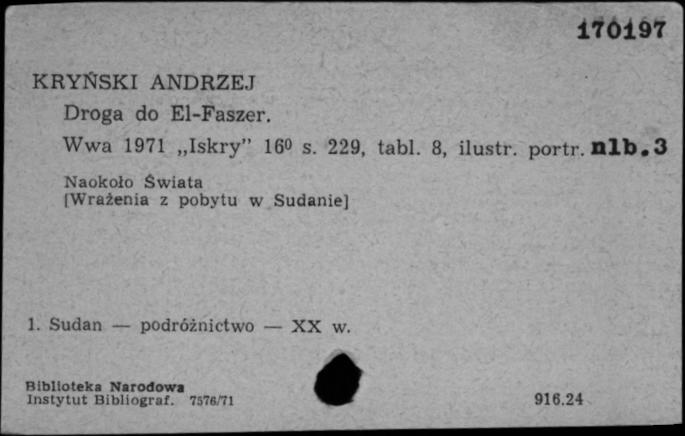 170197
KRYŃSKI ANDRZEJ
Droga do El-Faszer.
Wwa 1971 „Iskry” 16⁰ s. 229, tabl. 8, ilustr. portr. nlb.3
Naokoło Świata
[Wrażenia z pobytu w Sudanie]
1. Sudan — podróżnictwo — XX w.
Biblioteka Narodowa
Instytut Bibliograf. 7576/71
916.24